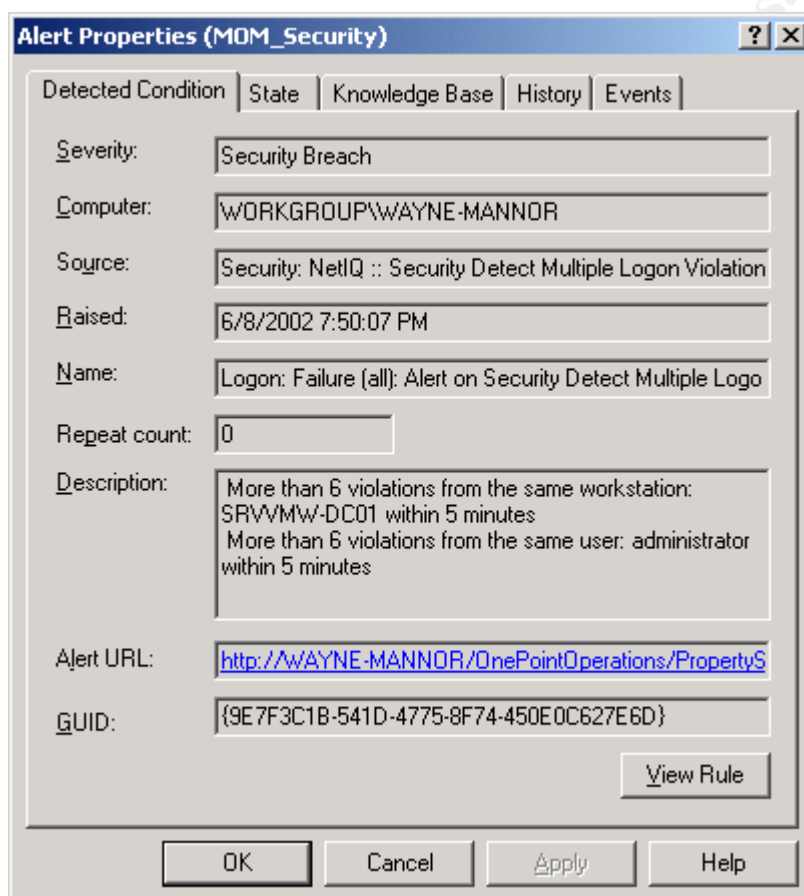 Alert Properties (MOM_Security)
Detected Condition
State
Knowledge Base
History
Events
Severity:
Security Breach
Computer:
WORKGROUP\WAYNE-MANNOR
Source:
Security: NetIQ :: Security Detect Multiple Logon Violation
Raised:
6/8/2002 7:50:07 PM
Name:
Logon: Failure (all): Alert on Security Detect Multiple Logo
Repeat count:
0
Description:
More than 6 violations from the same workstation:
SRVVMW-DC01 within 5 minutes
More than 6 violations from the same user: administrator
within 5 minutes
Alert URL:
http://WAYNE-MANNOR/OnePointOperations/PropertyS
GUID:
{9E7F3C1B-541D-4775-8F74-450E0C627E6D}
View Rule
OK
Cancel
Apply
Help